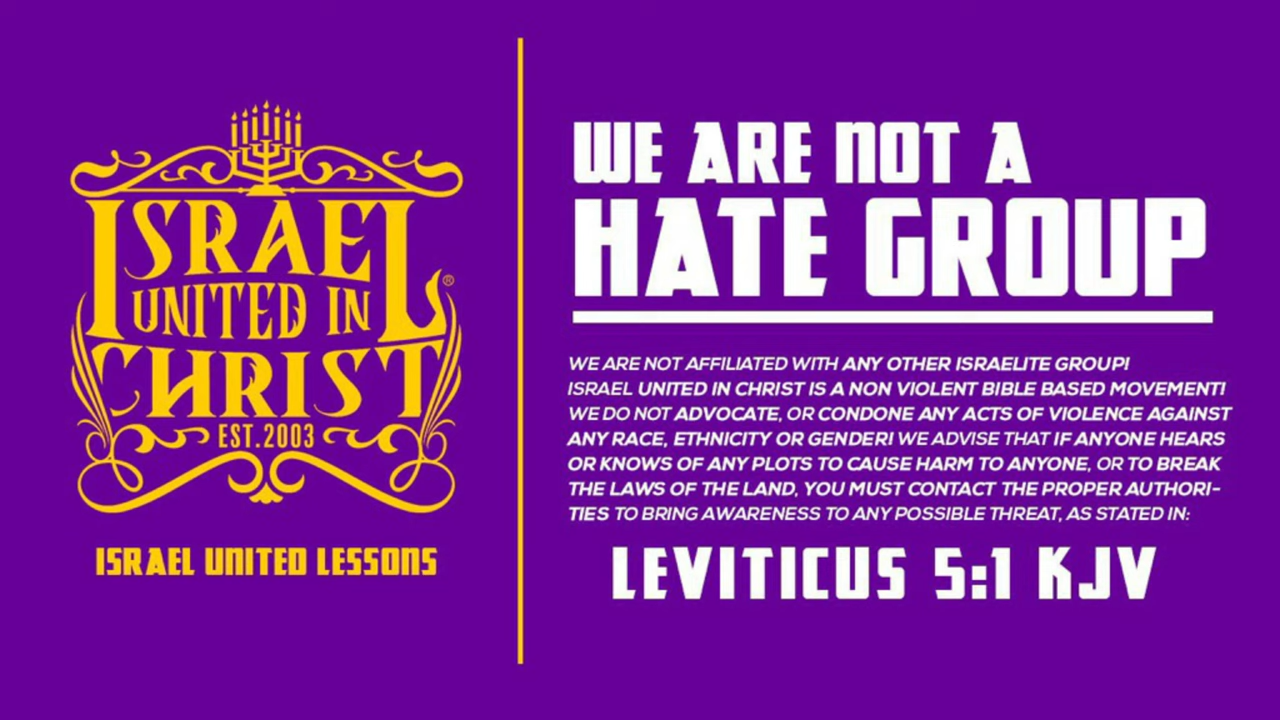 ISRAEL
UNITED IN
CHRIST®
EST.2003
ISRAEL UNITED LESSONS
WE ARE NOT A
HATE GROUP
WE ARE NOT AFFILIATED WITH ANY OTHER ISRAELITE GROUP!
ISRAEL UNITED IN CHRIST IS A NON VIOLENT BIBLE BASED MOVEMENT!
WE DO NOT ADVOCATE, OR CONDONE ANY ACTS OF VIOLENCE AGAINST
ANY RACE, ETHNICITY OR GENDER! WE ADVISE THAT IF ANYONE HEARS
OR KNOWS OF ANY PLOTS TO CAUSE HARM TO ANYONE, OR TO BREAK
THE LAWS OF THE LAND, YOU MUST CONTACT THE PROPER AUTHORI-
TIES TO BRING AWARENESS TO ANY POSSIBLE THREAT, AS STATED IN:
LEVITICUS 5:1 KJV